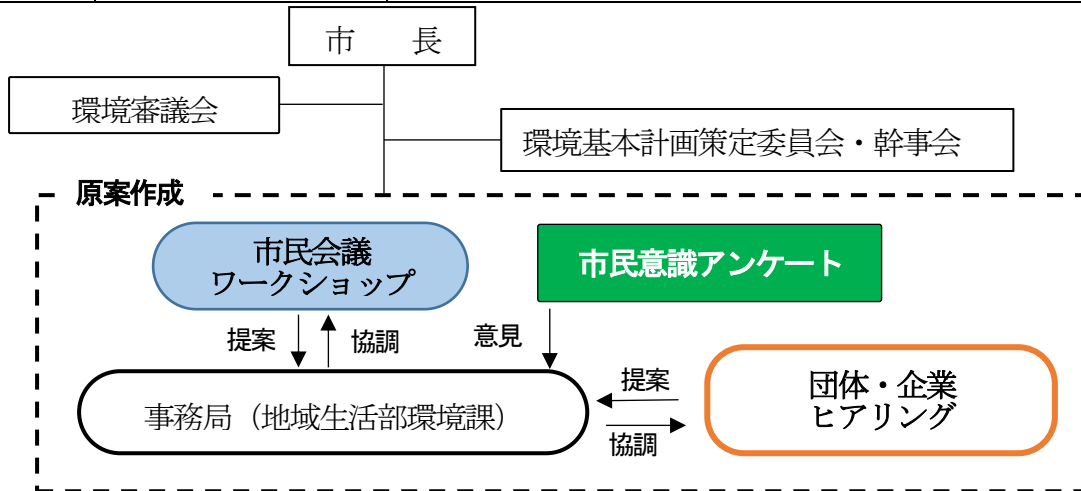 市　長
環境審議会
環境基本計画策定委員会・幹事会
原案作成
市民会議
ワークショップ
市民意識アンケート
提案
協調
意見
事務局（地域生活部環境課）
提案
協調
団体・企業
ヒアリング